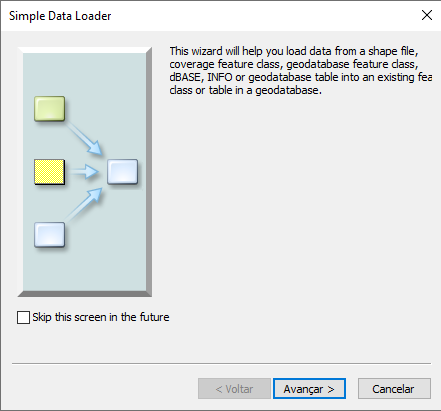 Simple Data Loader
This wizard will help you load data from a shape file,
coverage feature class, geodatabase feature class,
dBASE, INFO or geodatabase table into an existing fea
class or table in a geodatabase.
Skip this screen in the future
< Voltar
Avançar >
Cancelar